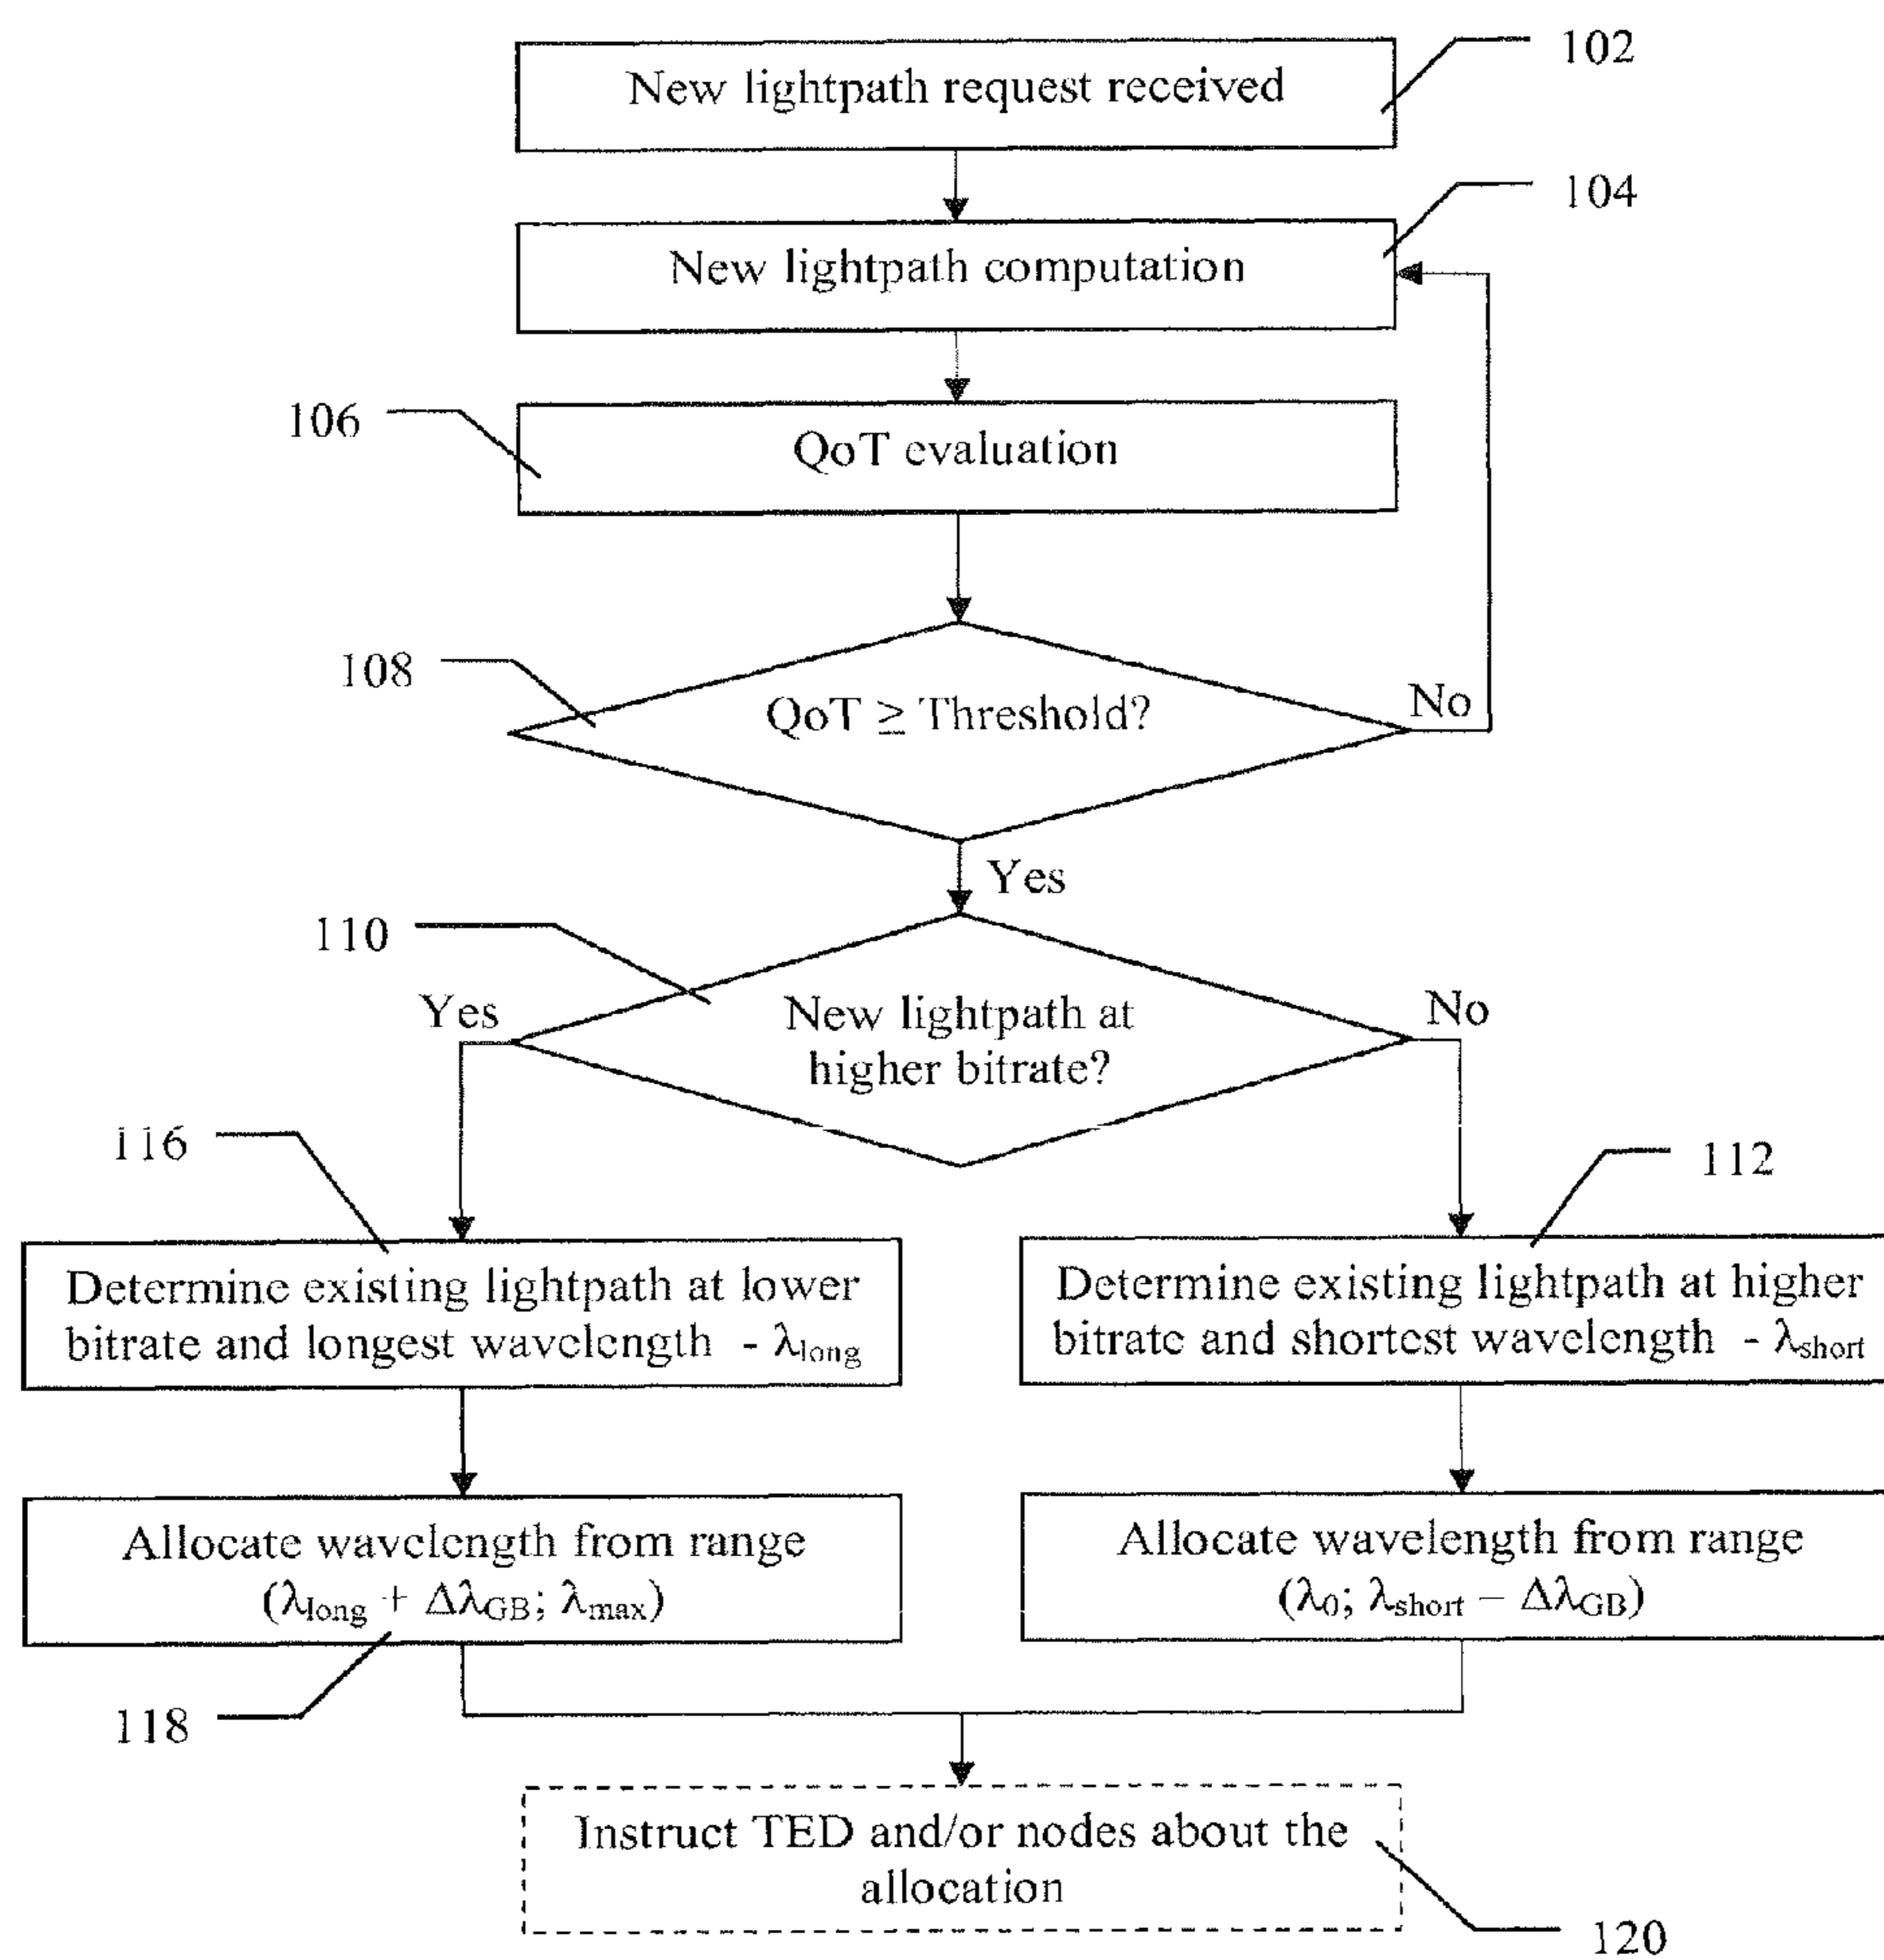 New lightpath request received
102
New lightpath computation
104
QoT evaluation
106
QoT ≥ Threshold?
108
No
Yes
New lightpath at
higher bitrate?
110
Yes
No
116
112
Determine existing lightpath at lower
bitrate and longest wavelength - λlong
Determine existing lightpath at higher
bitrate and shortest wavelength - λshort
Allocate wavelength from range
(λlong + ΔλGB; λmax)
Allocate wavelength from range
(λ0; λshort – ΔλGB)
118
Instruct TED and/or nodes about the
allocation
120